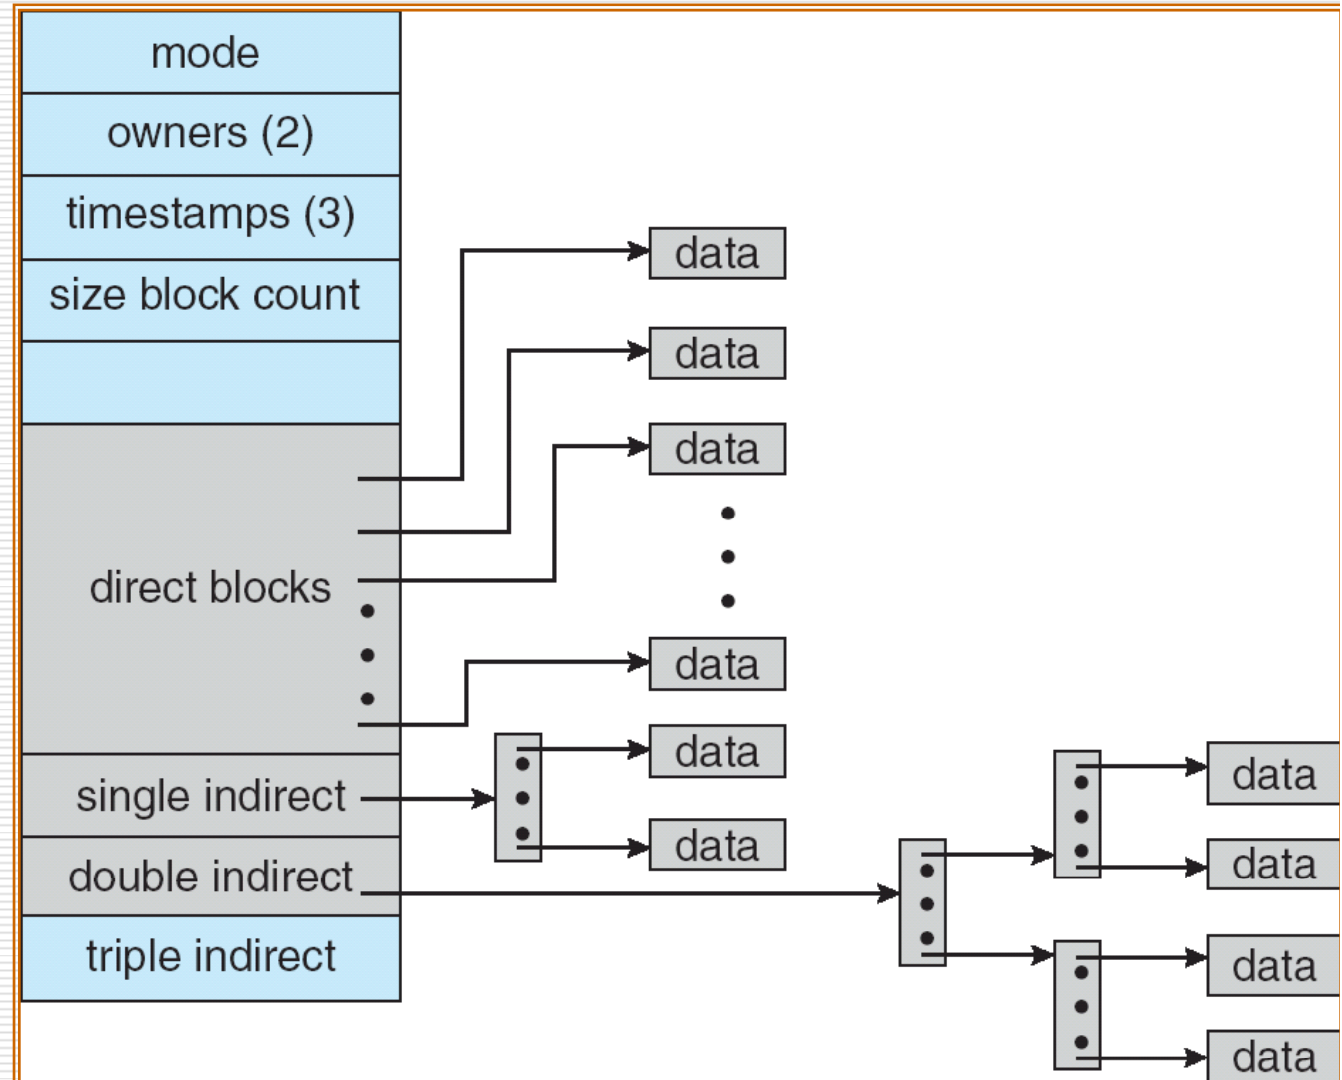 mode
owners (2)
timestamps (3)
size block count
direct blocks
single indirect
double indirect
triple indirect
data
data
data
data
data
data
data
data
data
data